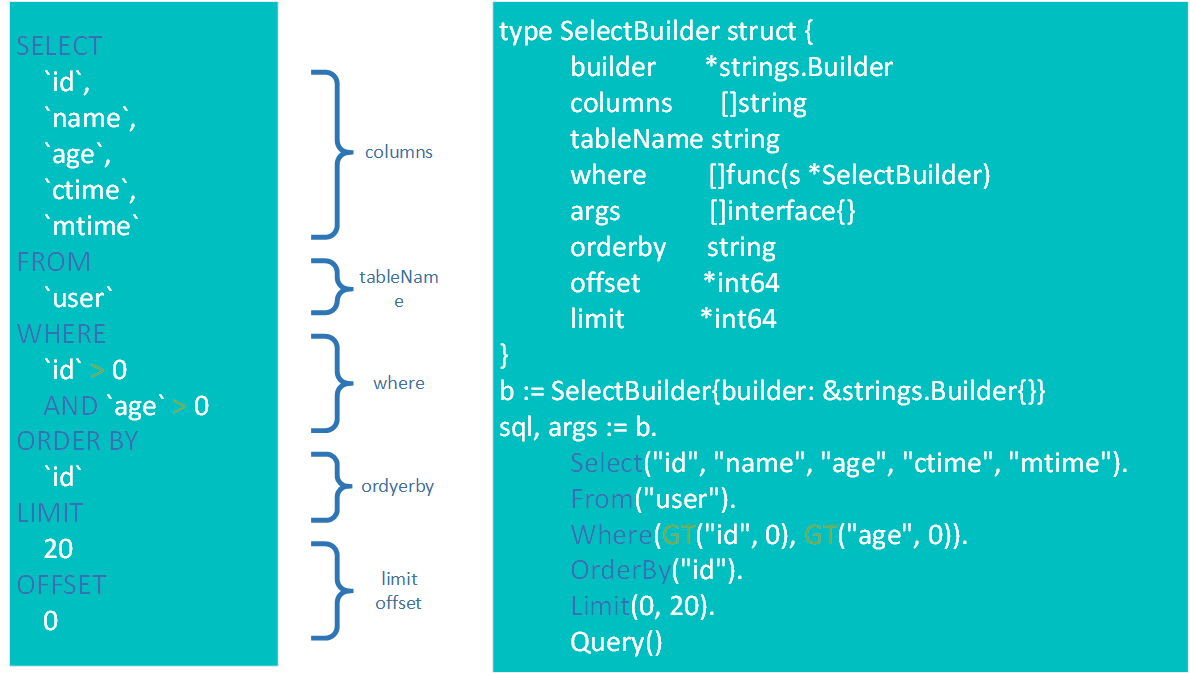 SELECT
`id`,
`name`,
`age`,
`ctime`,
`mtime`
FROM
`user`
WHERE
`id` > 0
AND `age` > 0
ORDER BY
`id`
LIMIT
20
OFFSET
0
columns
tableNam
e
where
ordyerby
limit
offset
type SelectBuilder struct {
builder *strings.Builder
columns []string
tableName string
where []func(s *SelectBuilder)
args []interface{}
orderby string
offset *int64
limit *int64
}
b := SelectBuilder{builder: &strings.Builder{}}
sql, args := b.
Select("id", "name", "age", "ctime", "mtime").
From("user").
Where(GT("id", 0), GT("age", 0)).
OrderBy("id").
Limit(0, 20).
Query()